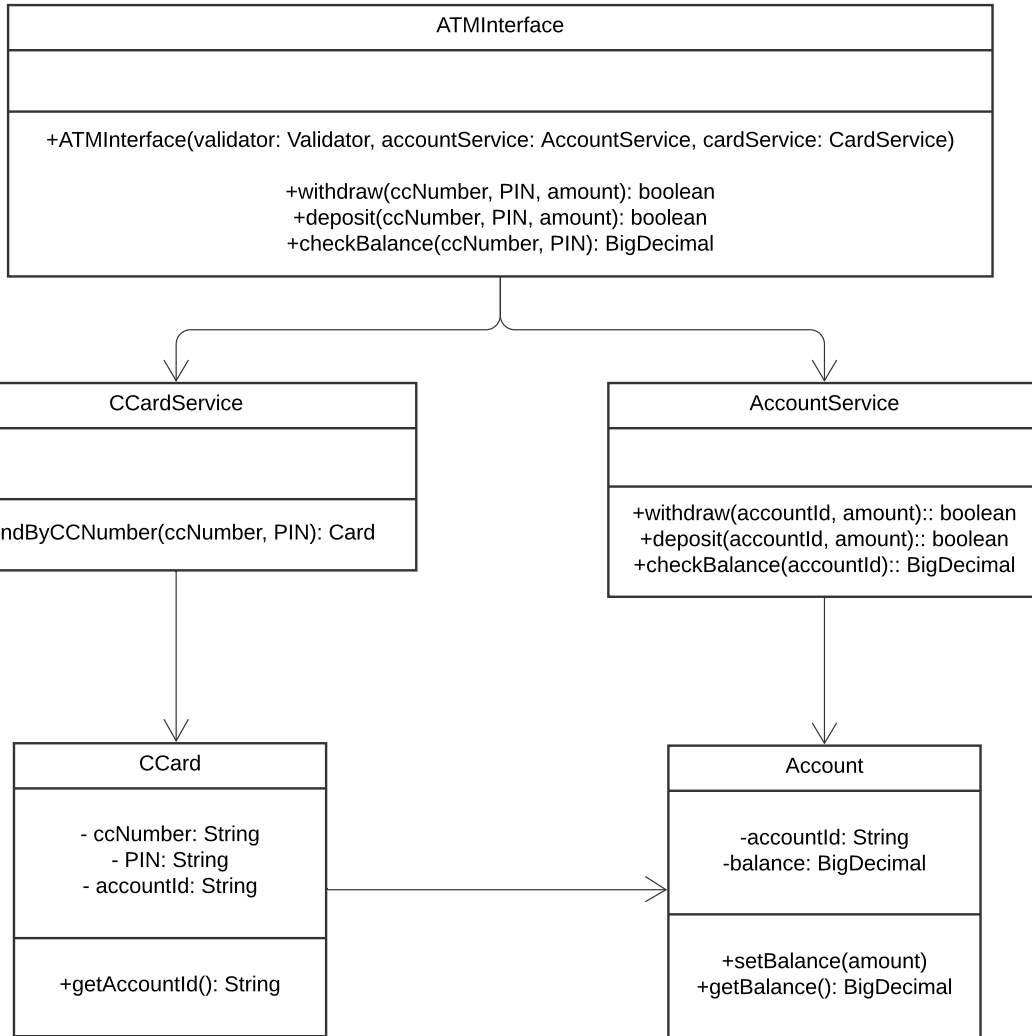 ATMInterface
+ATMInterface(validator: Validator, accountService: AccountService, cardService: CardService)
+withdraw(ccNumber, PIN, amount): boolean
+deposit(ccNumber, PIN, amount): boolean
+checkBalance(ccNumber, PIN): BigDecimal
CCardService
ndByCCNumber(ccNumber, PIN): Card
AccountService
+withdraw(accountId, amount):: boolean
+deposit(accountId, amount):: boolean
+checkBalance(accountId):: BigDecimal
CCard
- ccNumber: String
- PIN: String
- accountId: String
+getAccountId(): String
Account
-accountId: String
-balance: BigDecimal
+setBalance(amount)
+getBalance(): BigDecimal